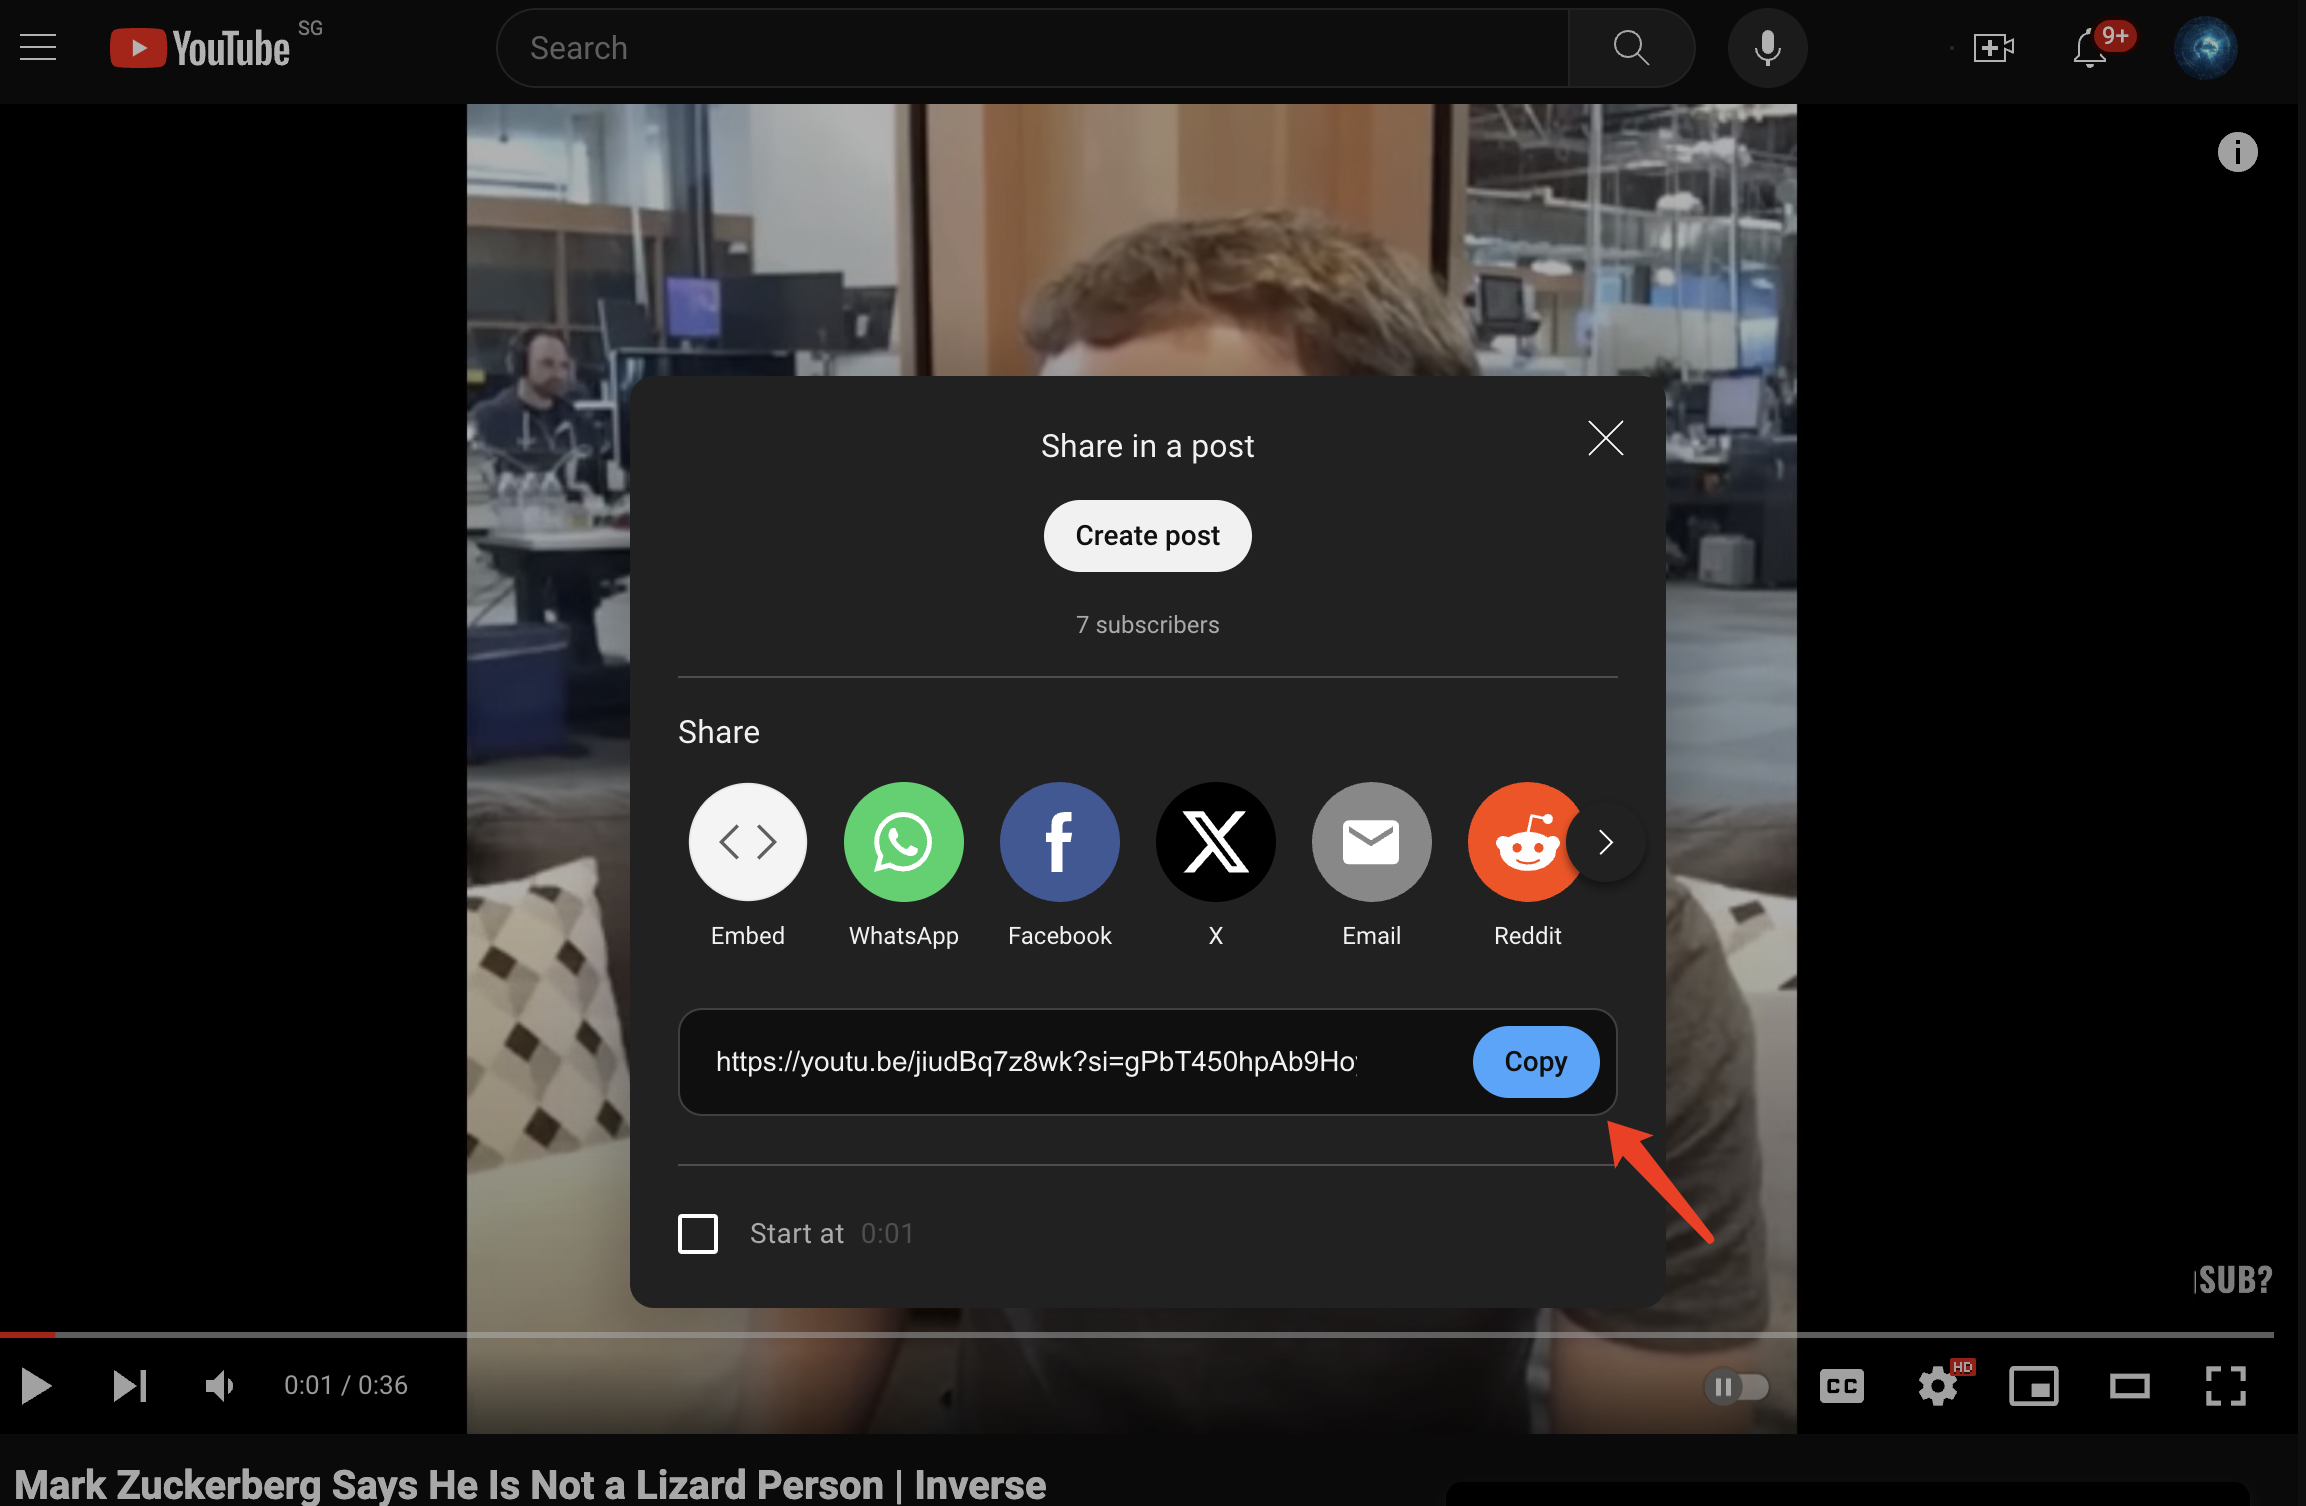 YouTube SG
Search
9+
Share in a post
Create post
7 subscribers
Share
Embed
WhatsApp
Facebook
X
Email
Reddit
https://youtu.be/jiudBq7z8wk?si=gPbT450hpAb9Ho
Copy
Start at 0:01
SUB?
0:01 / 0:36
CC
HD
Mark Zuckerberg Says He Is Not a Lizard Person | Inverse